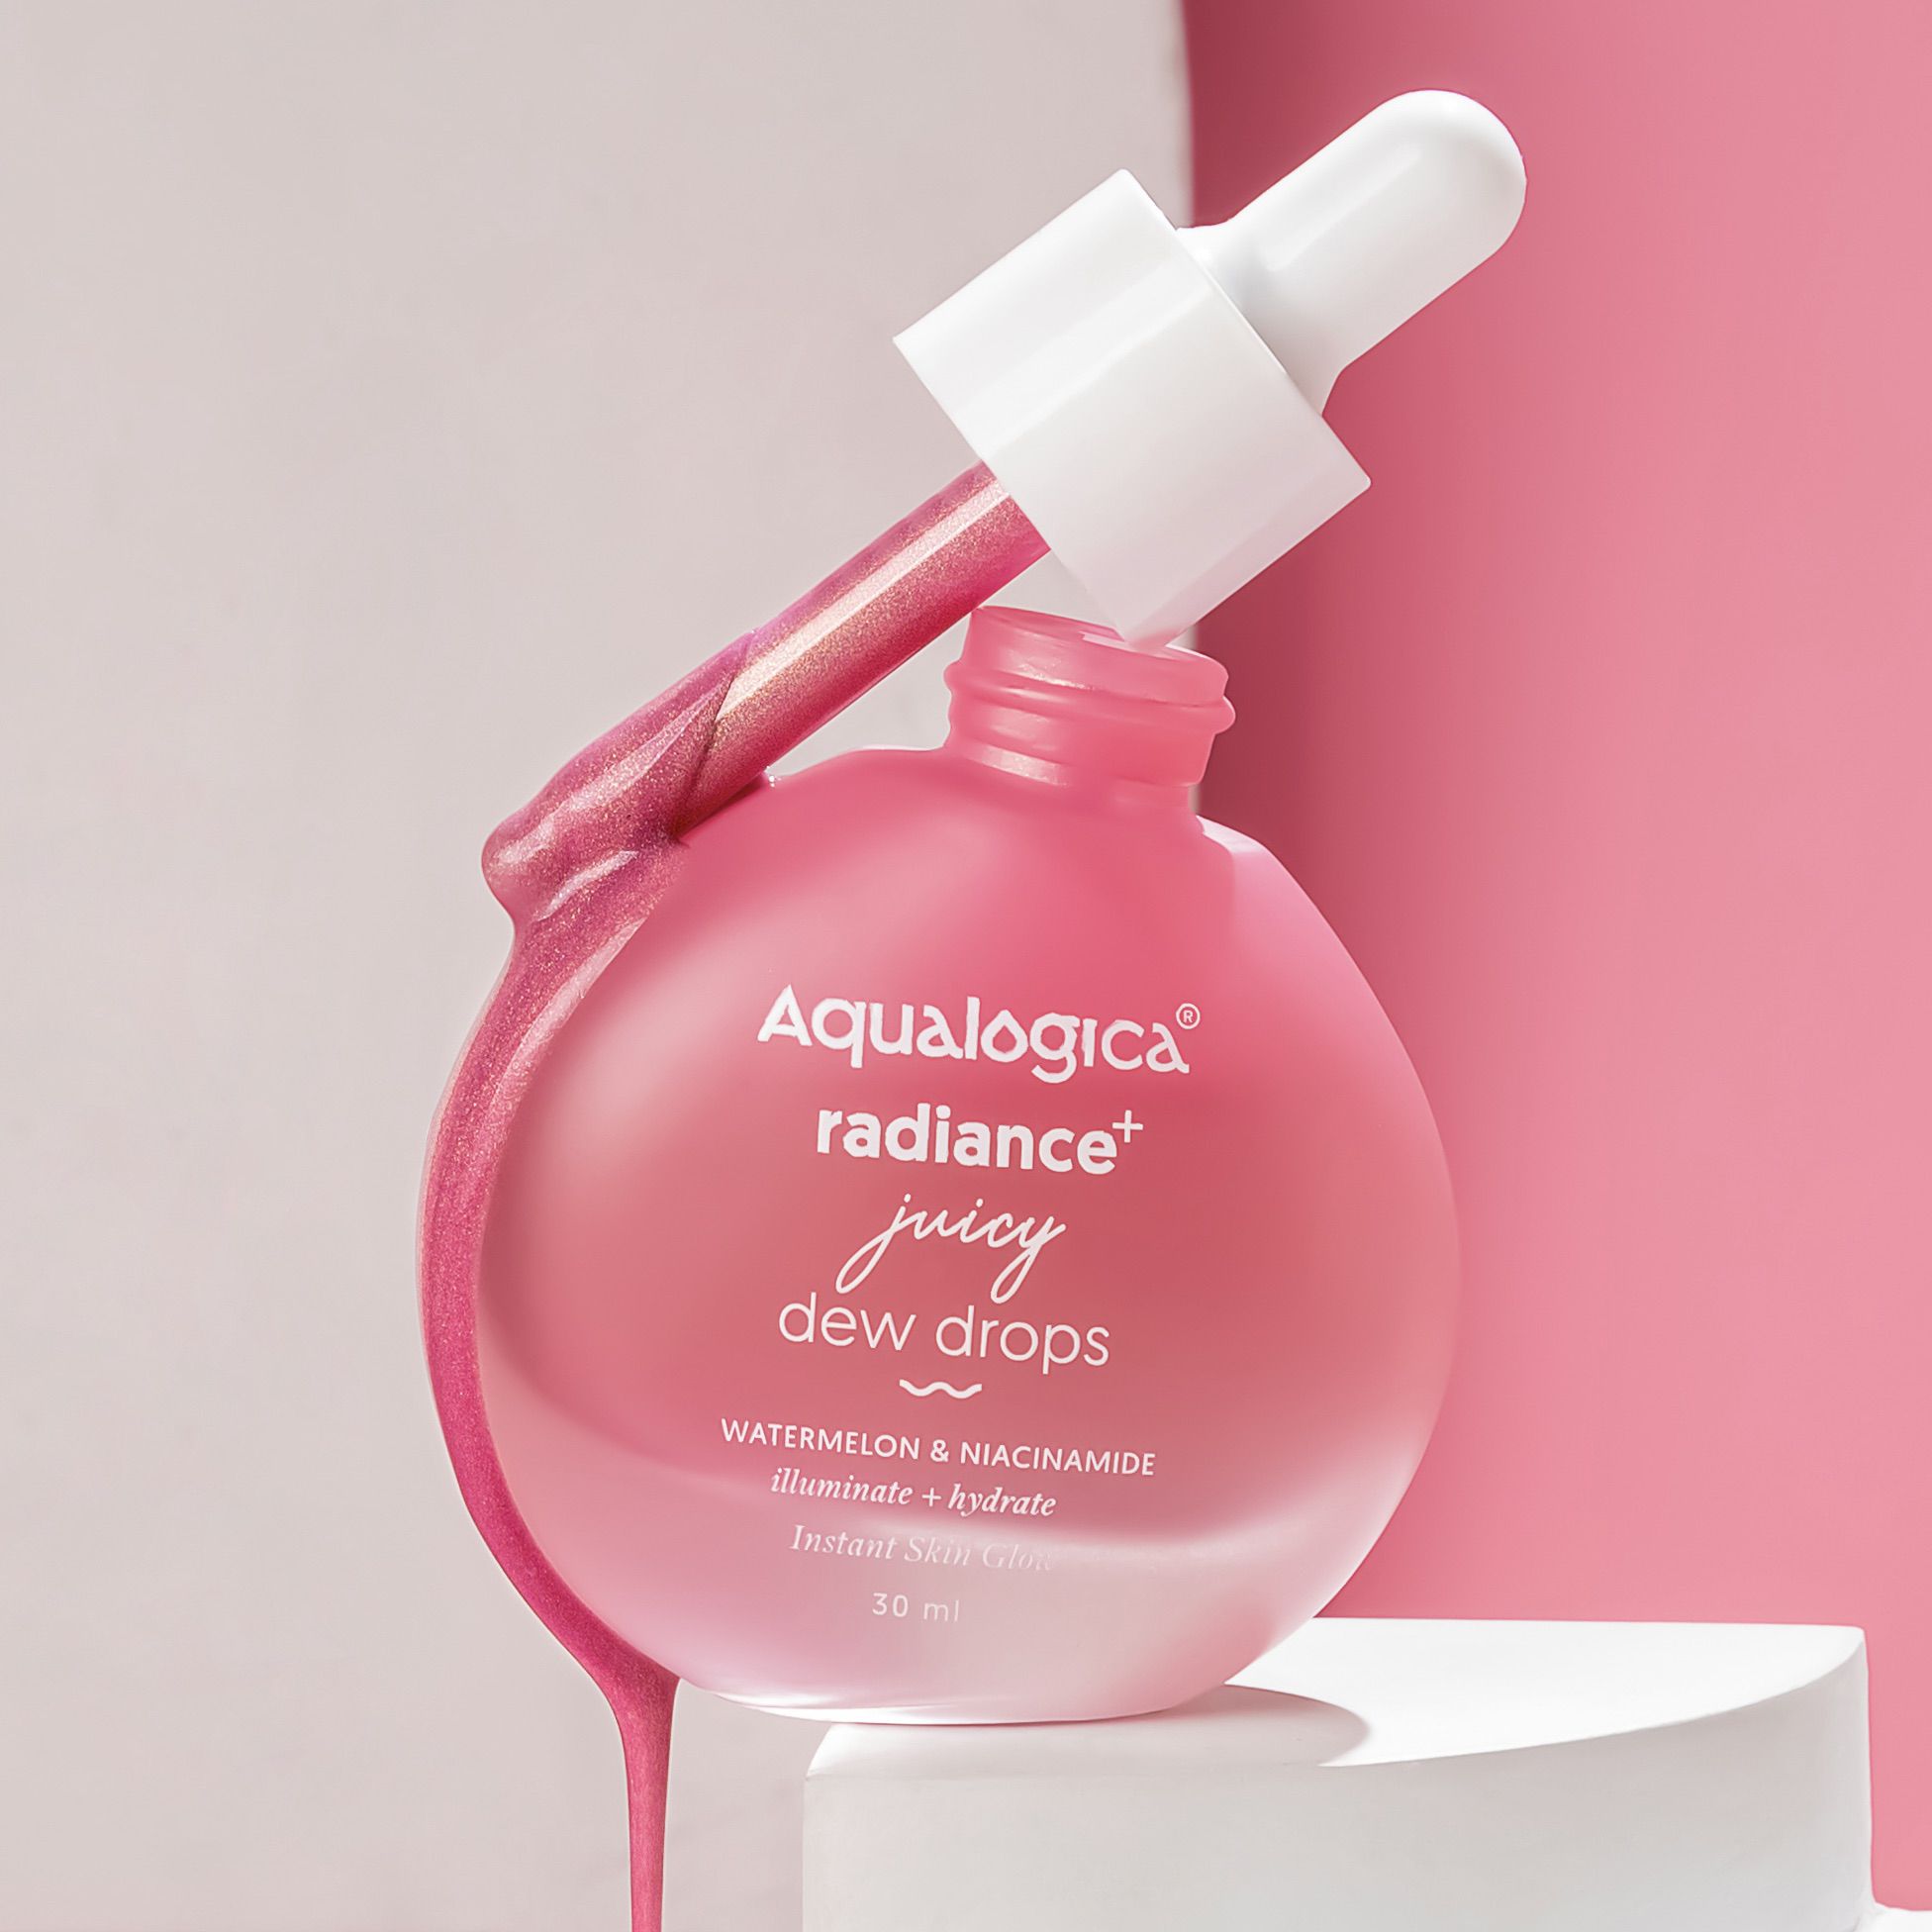 Aqualogica®
radiance+
juicy
dew drops
WATERMELON & NIACINAMIDE
illuminate + hydrate
Instant Skin Glow
30 ml